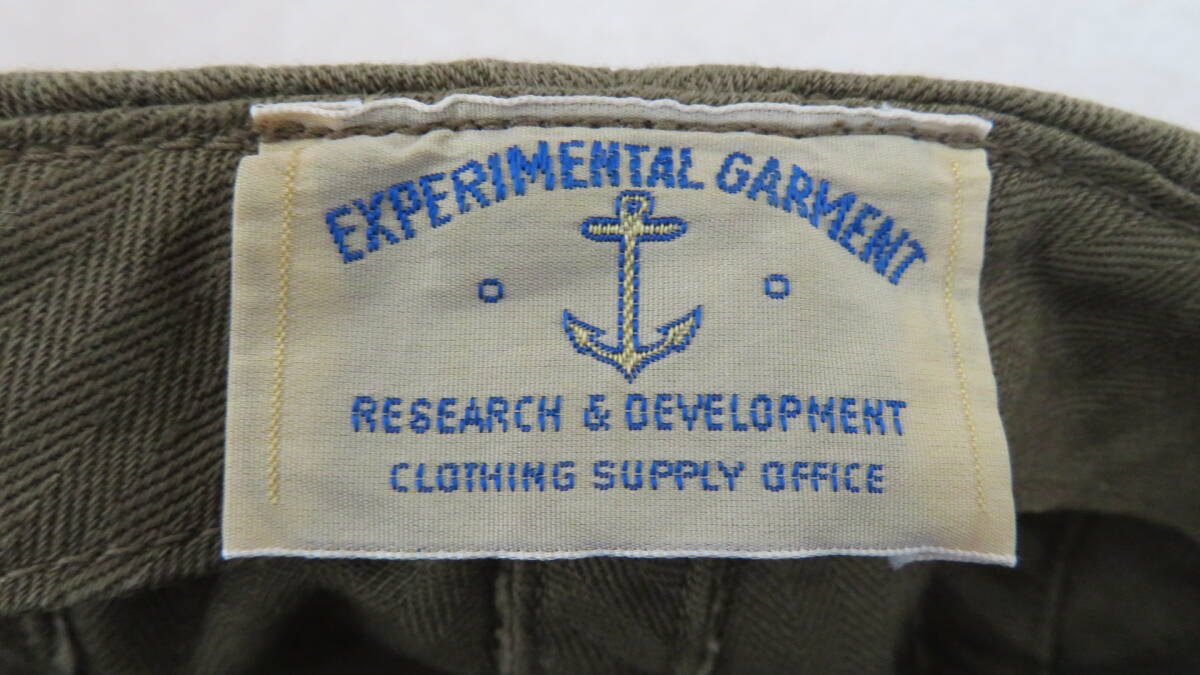 EXPERIMENTAL GARMENT
RESEARCH & DEVELOPMENT
CLOTHING SUPPLY OFFICE